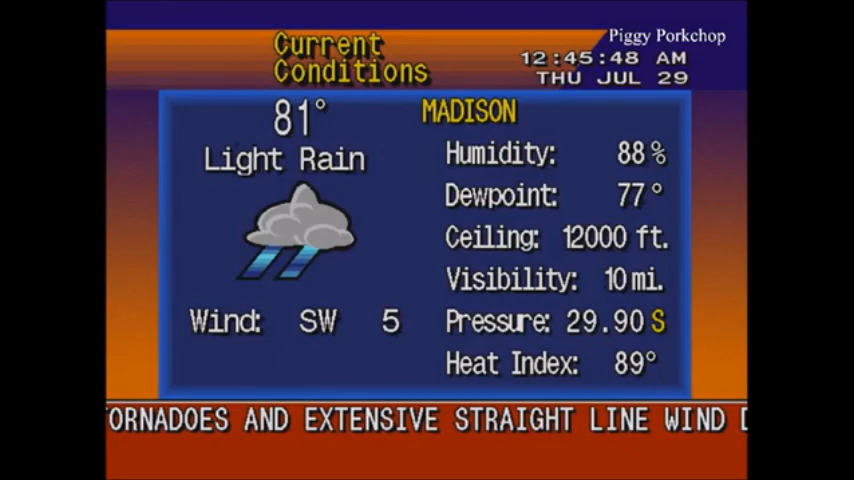 Piggy Porkchop
Current
Conditions
12:45:48 AM
THU JUL 29
81°
Light Rain
Wind: SW 5
MADISON
Humidity: 88%
Dewpoint: 77°
Ceiling: 12000 ft.
Visibility: 10 mi.
Pressure: 29.90 S
Heat Index: 89°
TORNADOES AND EXTENSIVE STRAIGHT LINE WIND